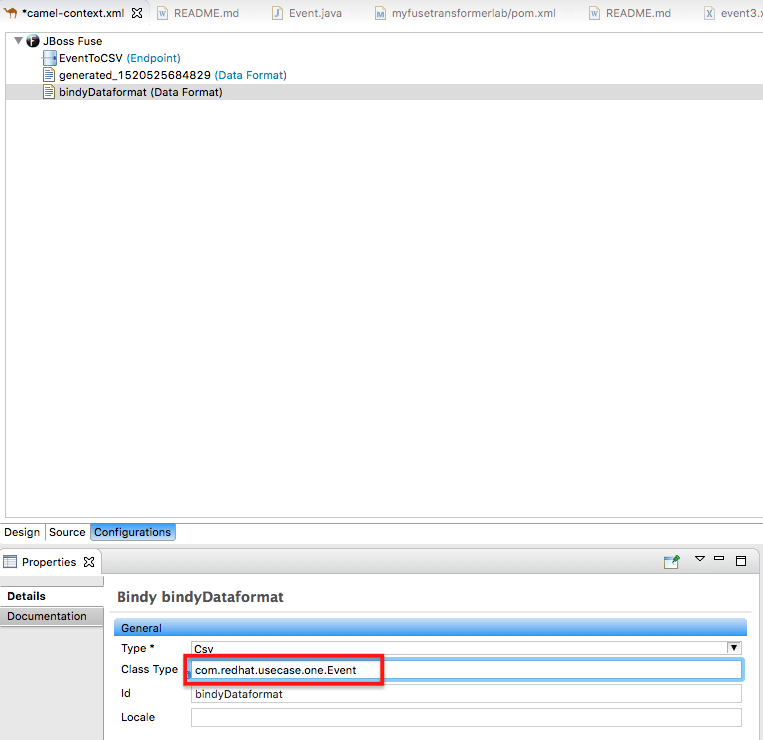 *camel-context.xml README.md Event.java myfusetransformerlab/pom.xml README.md event3.x
JBoss Fuse
EventToCSV (Endpoint)
generated_1520525684829 (Data Format)
bindyDataformat (Data Format)
Design Source Configurations
Properties
Details
Documentation
Bindy bindyDataformat
General
Type * Csv
Class Type com.redhat.usecase.one.Event
Id bindyDataformat
Locale